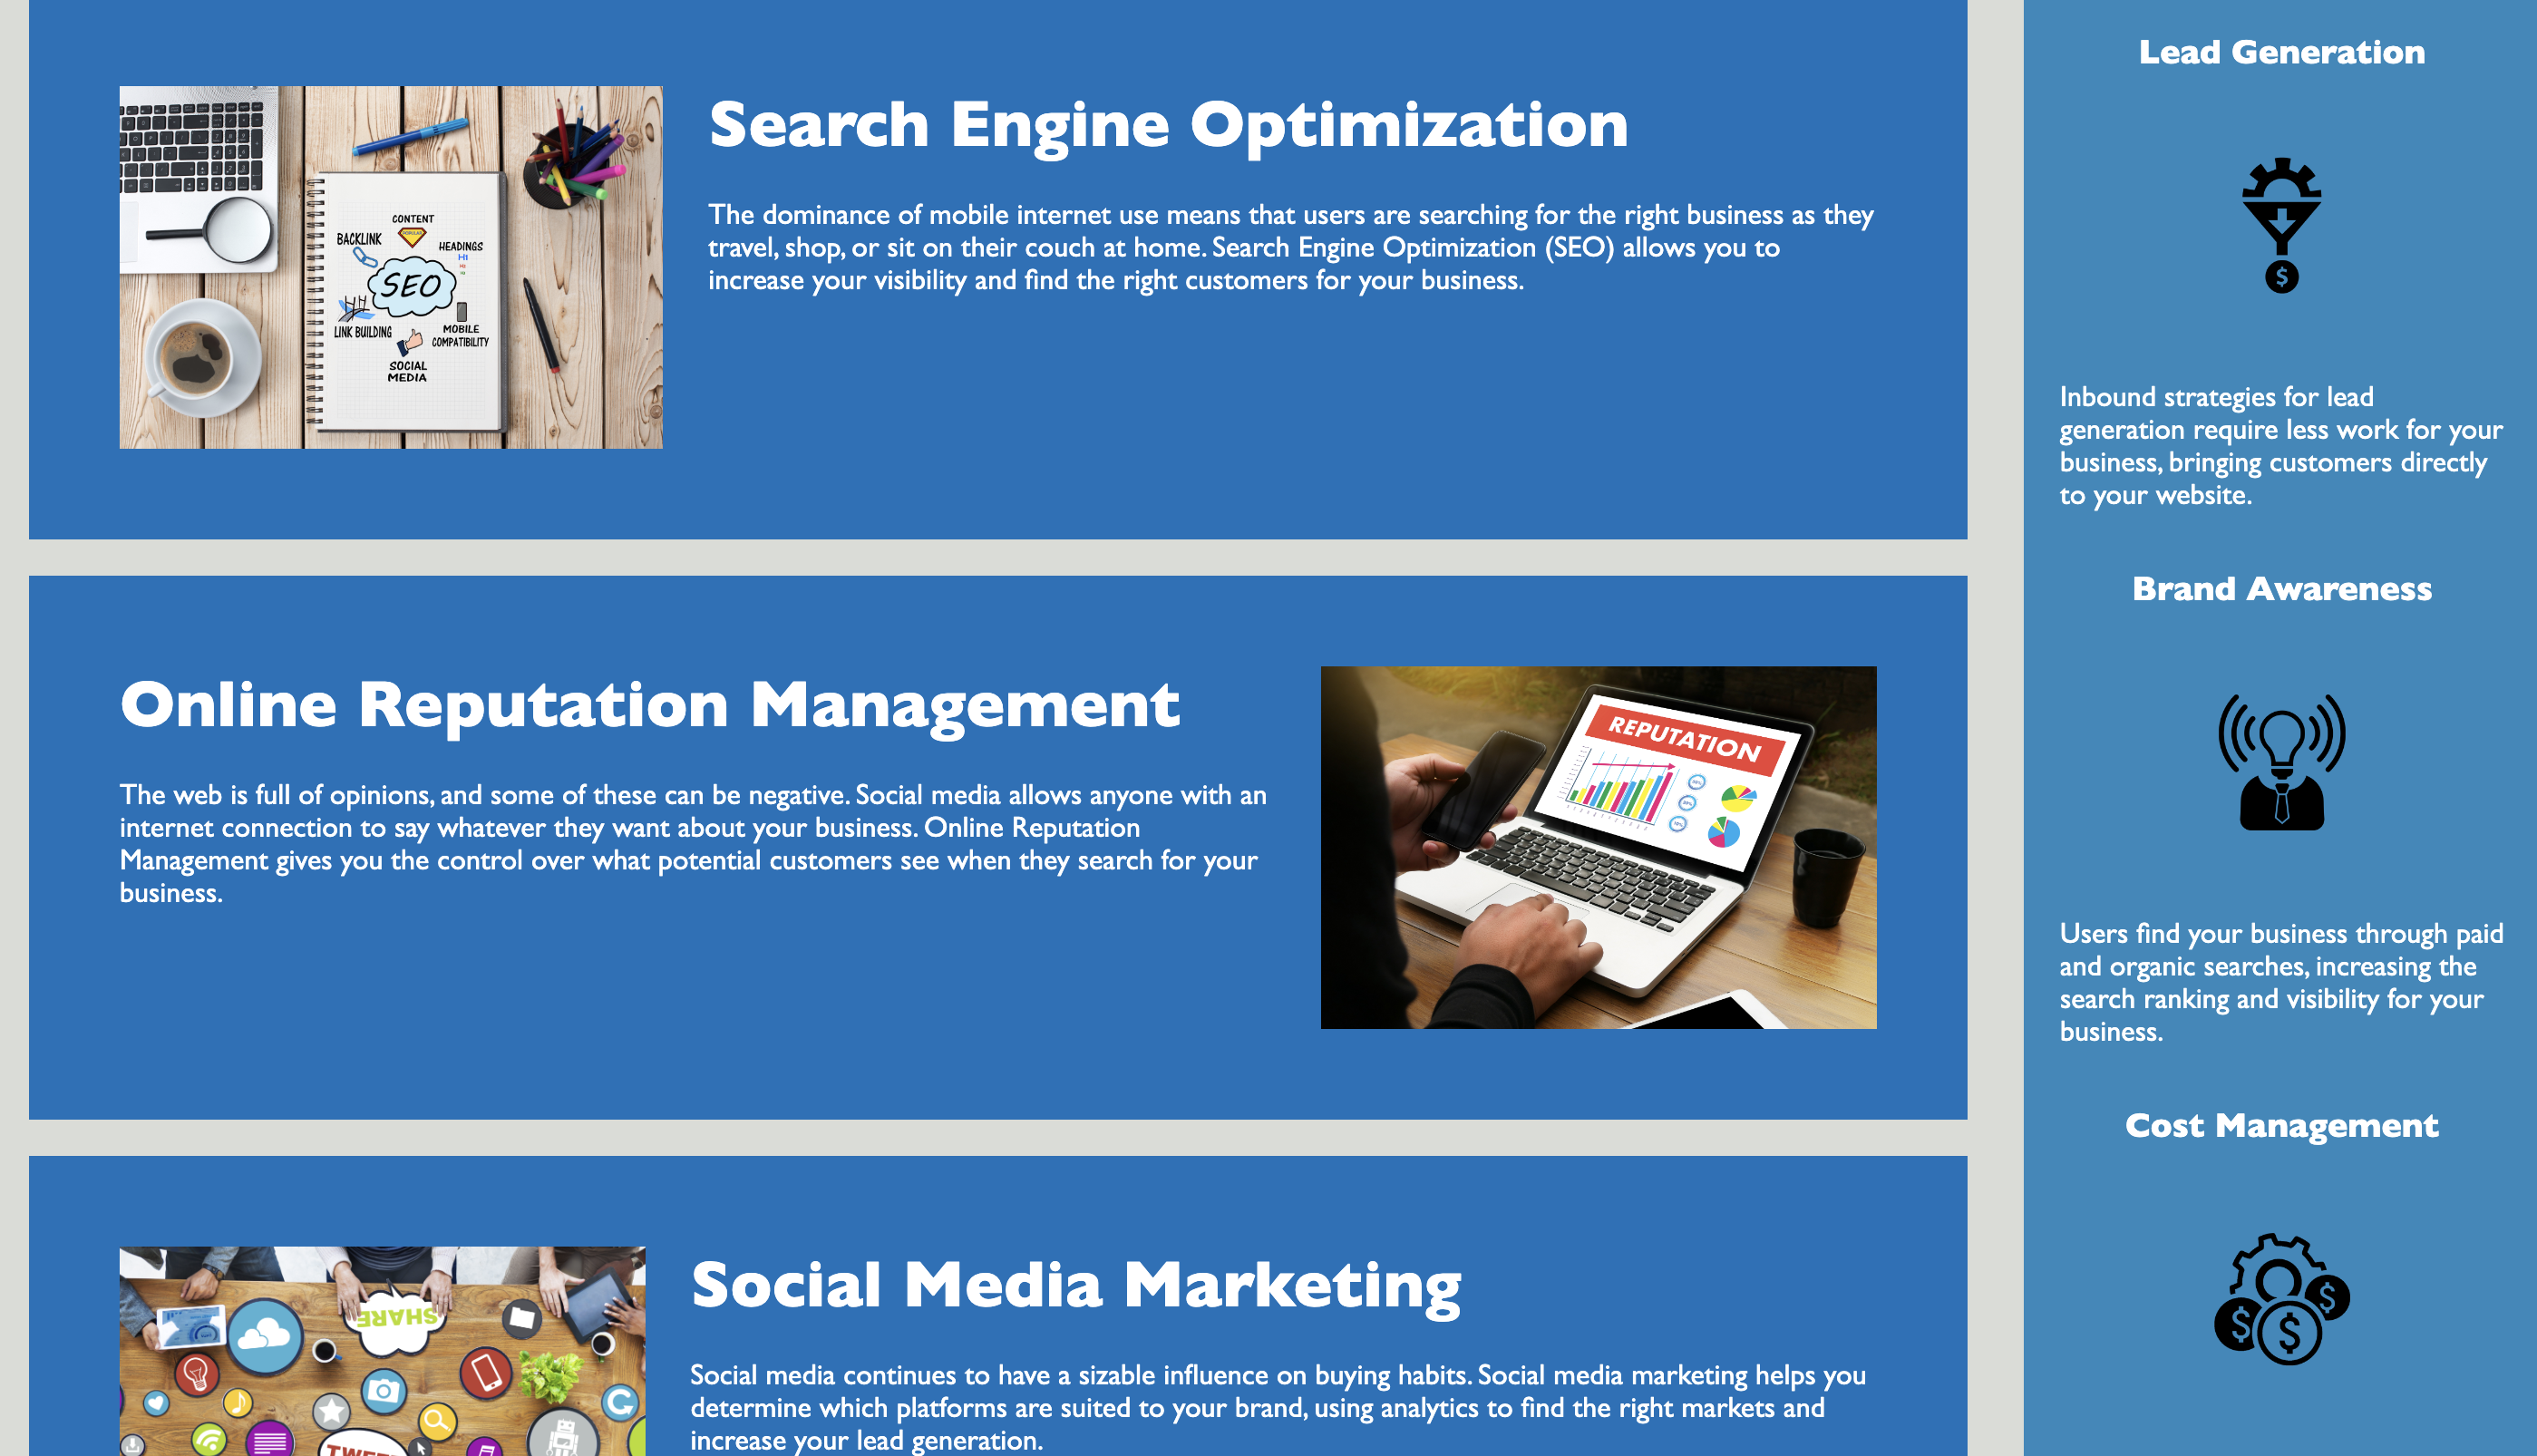 Search Engine Optimization
The dominance of mobile internet use means that users are searching for the right business as they
travel, shop, or sit on their couch at home. Search Engine Optimization (SEO) allows you to
increase your visibility and find the right customers for your business.
CONTENT
POPULAR
BACKLINK
HEADINGS
H1
H2
H3
SEO
LINK BUILDING
MOBILE
COMPATIBILITY
SOCIAL
MEDIA
Online Reputation Management
The web is full of opinions, and some of these can be negative. Social media allows anyone with an
internet connection to say whatever they want about your business. Online Reputation
Management gives you the control over what potential customers see when they search for your
business.
REPUTATION
Social Media Marketing
Social media continues to have a sizable influence on buying habits. Social media marketing helps you
determine which platforms are suited to your brand, using analytics to find the right markets and
increase your lead generation.
SHARE
Lead Generation
$
Inbound strategies for lead
generation require less work for your
business, bringing customers directly
to your website.
Brand Awareness
Users find your business through paid
and organic searches, increasing the
search ranking and visibility for your
business.
Cost Management
$
$
$